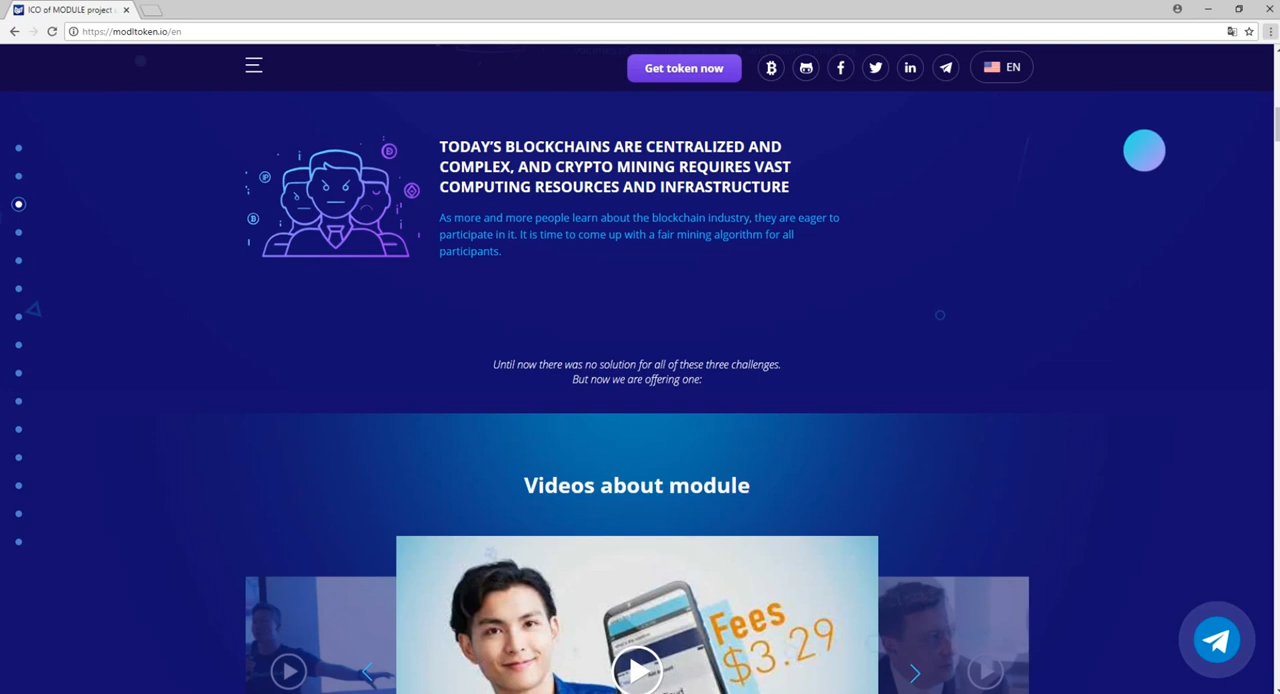 ICO of MODULE project
https://modltoken.io/en
Get token now
EN
TODAY'S BLOCKCHAINS ARE CENTRALIZED AND
COMPLEX, AND CRYPTO MINING REQUIRES VAST
COMPUTING RESOURCES AND INFRASTRUCTURE
As more and more people learn about the blockchain industry, they are eager to
participate in it. It is time to come up with a fair mining algorithm for all
participants.
Until now there was no solution for all of these three challenges.
But now we are offering one:
Videos about module
Fees
$3.29